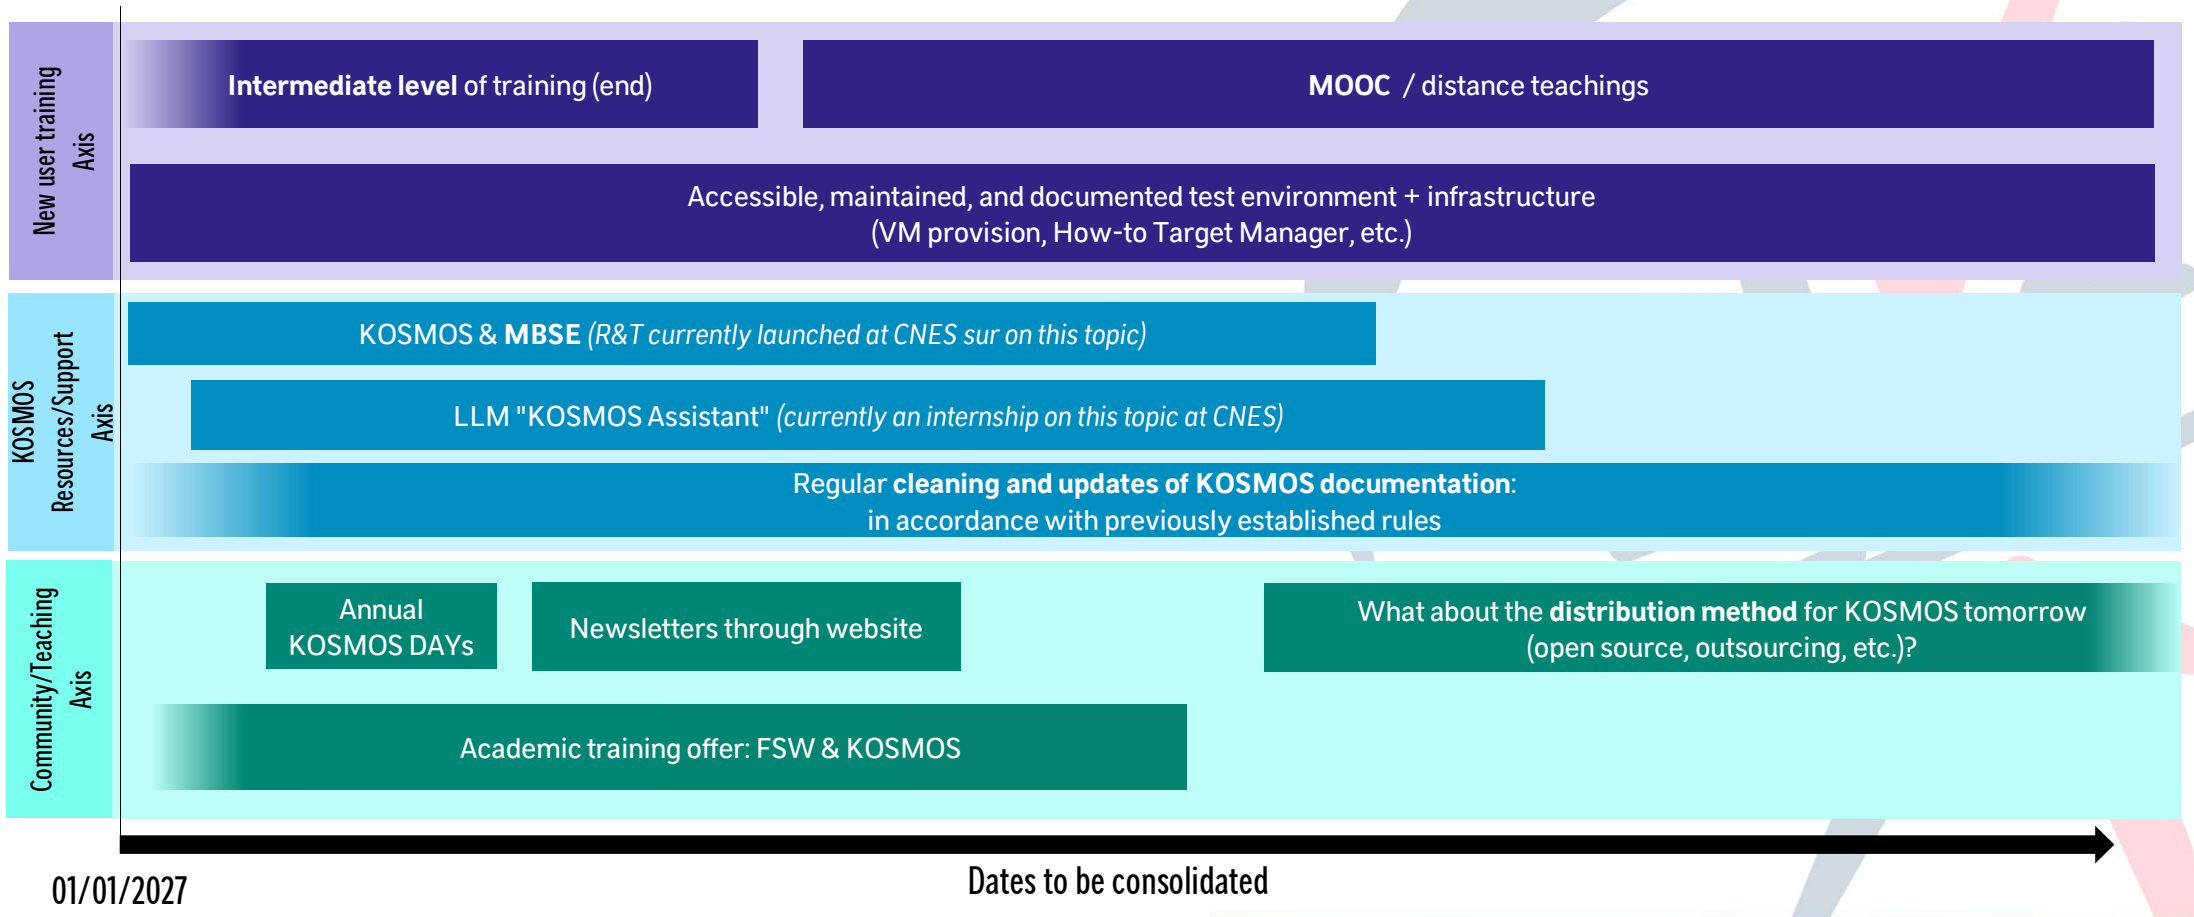 New user training
Axis
Intermediate level of training (end)
MOOC / distance teachings
Accessible, maintained, and documented test environment + infrastructure
(VM provision, How-to Target Manager, etc.)
KOSMOS
Resources/Support
Axis
KOSMOS & MBSE (R&T currently launched at CNES sur on this topic)
LLM "KOSMOS Assistant" (currently an internship on this topic at CNES)
Regular cleaning and updates of KOSMOS documentation:
in accordance with previously established rules
Community/Teaching
Axis
Annual
KOSMOS DAYs
Newsletters through website
What about the distribution method for KOSMOS tomorrow
(open source, outsourcing, etc.)?
Academic training offer: FSW & KOSMOS
01/01/2027
Dates to be consolidated